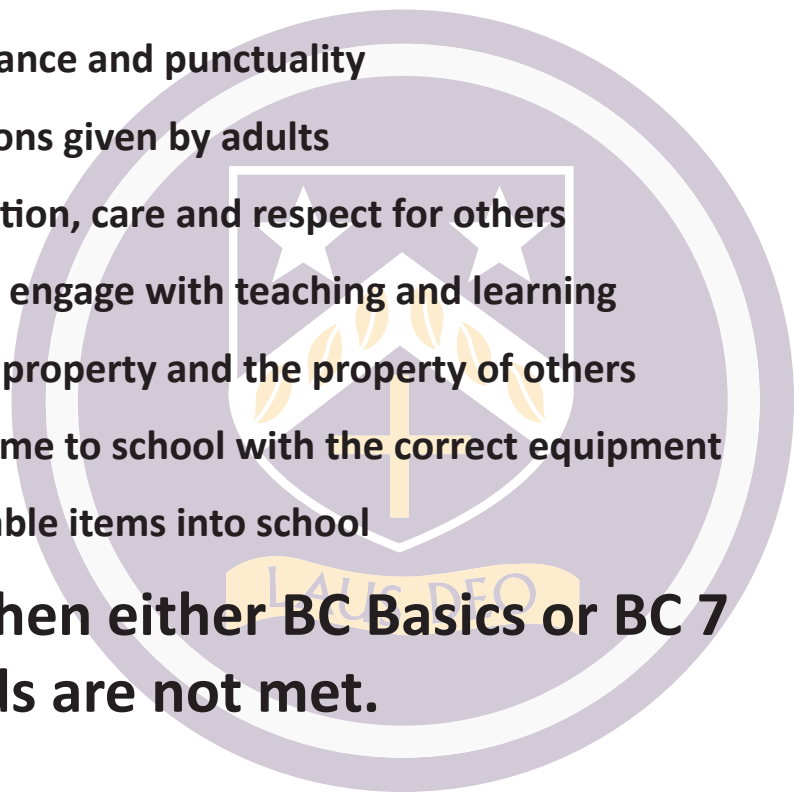 ance and punctuality
ons given by adults
tion, care and respect for others
engage with teaching and learning
property and the property of others
me to school with the correct equipment
ble items into school
LAUS DEO
hen either BC Basics or BC 7
ds are not met.